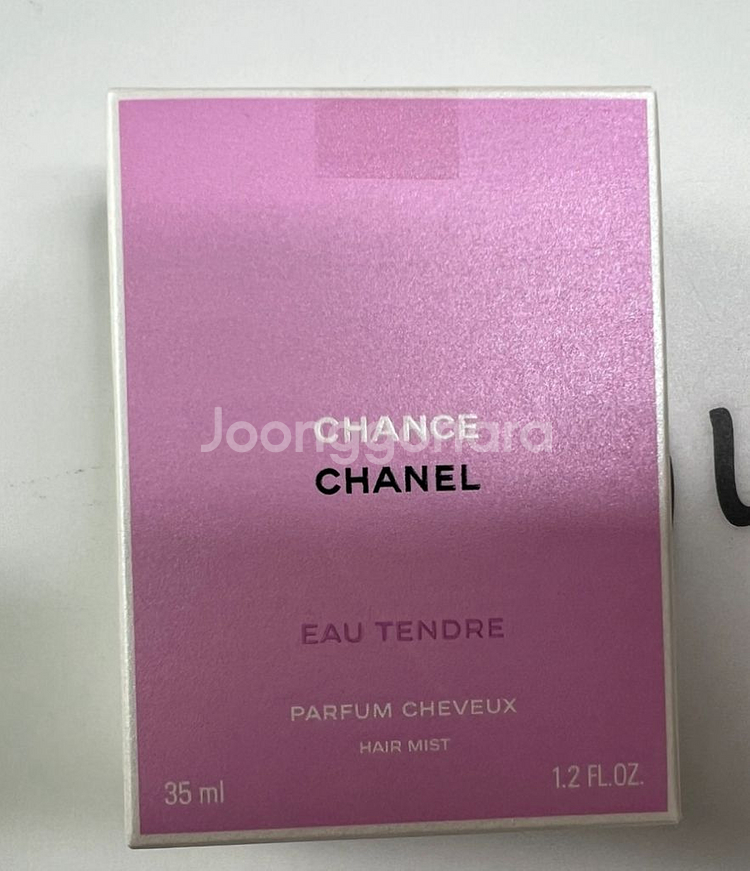 CHANCE
Joonggonara
CHANEL
EAU TENDRE
PARFUM CHEVEUX
HAIR MIST
35 ml
1.2 FL.OZ.